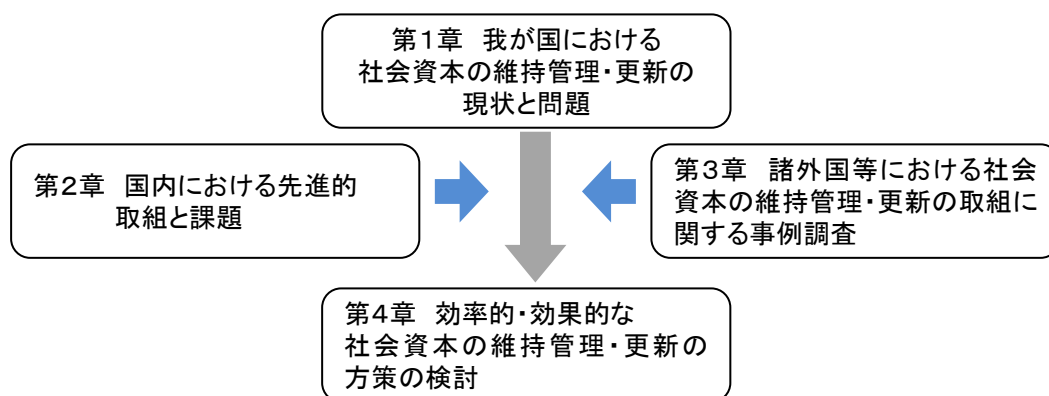 第1章　我が国における
社会資本の維持管理・更新の
現状と問題
第2章　国内における先進的
取組と課題
第3章　諸外国等における社会
資本の維持管理・更新の取組に
関する事例調査
第4章　効率的・効果的な
社会資本の維持管理・更新の
方策の検討